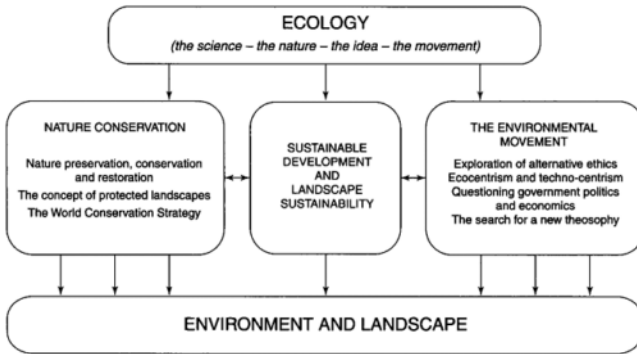 ECOLOGY
(the science – the nature – the idea – the movement)
NATURE CONSERVATION
Nature preservation, conservation
and restoration
The concept of protected landscapes
The World Conservation Strategy
SUSTAINABLE
DEVELOPMENT
AND
LANDSCAPE
SUSTAINABILITY
THE ENVIRONMENTAL
MOVEMENT
Exploration of alternative ethics
Ecocentrism and techno-centrism
Questioning government politics
and economics
The search for a new theosophy
ENVIRONMENT AND LANDSCAPE